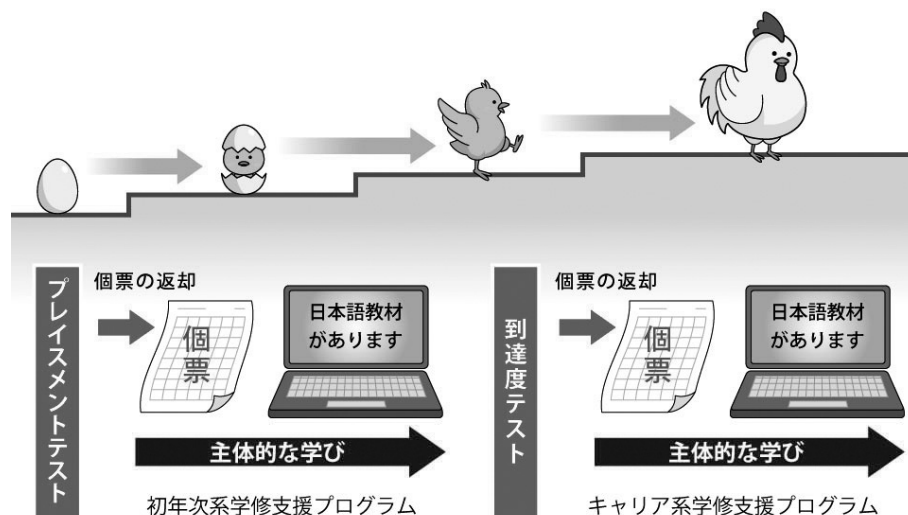 プレイスメントテスト
個票の返却
個票
日本語教材
があります
主体的な学び
初年次系学修支援プログラム
到達度テスト
個票の返却
個票
日本語教材
があります
主体的な学び
キャリア系学修支援プログラム